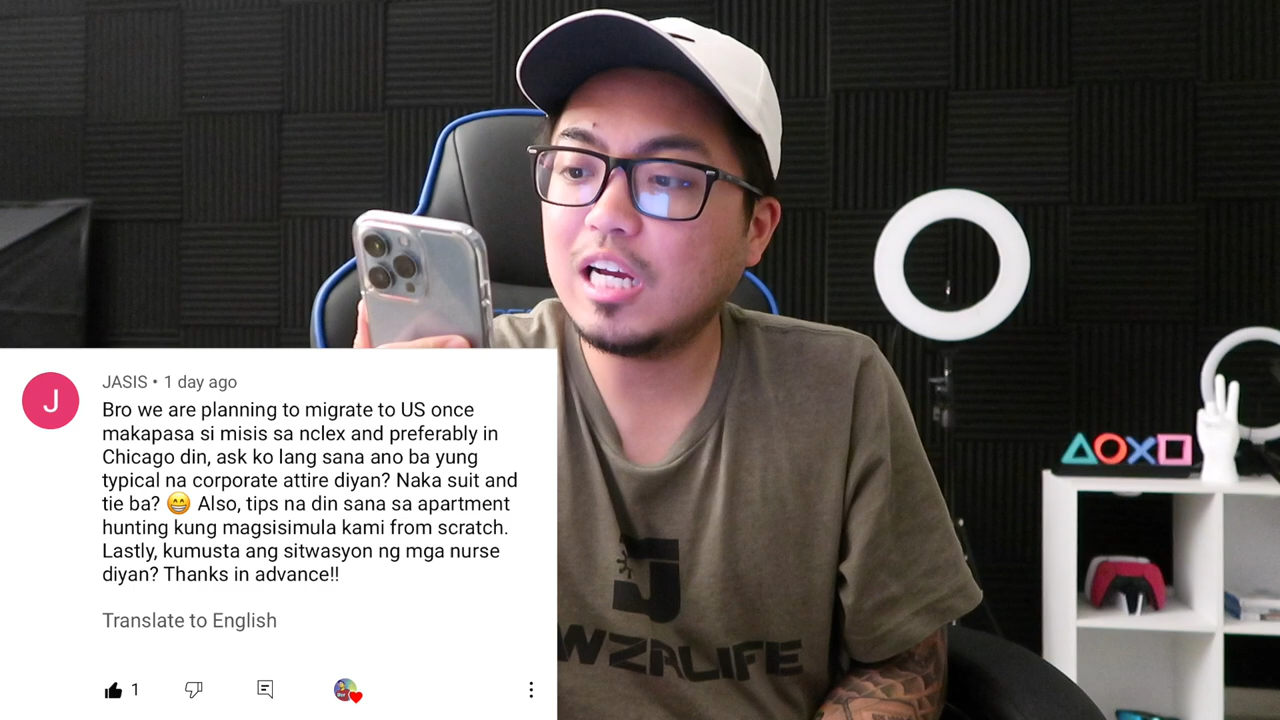 JASIS • 1 day ago
Bro we are planning to migrate to US once
makapasa si misis sa nclex and preferably in
Chicago din, ask ko lang sana ano ba yung
typical na corporate attire diyan? Naka suit and
tie ba? 😁 Also, tips na din sana sa apartment
hunting kung magsisimula kami from scratch.
Lastly, kumusta ang sitwasyon ng mga nurse
diyan? Thanks in advance!!
Translate to English
1
J